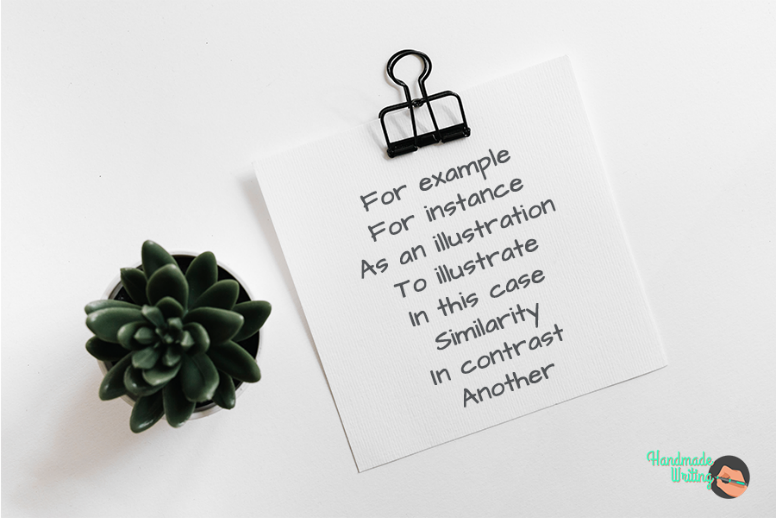 For example
For instance
As an illustration
To illustrate
In this case
Similarity
In contrast
Another
Handmade
Writing